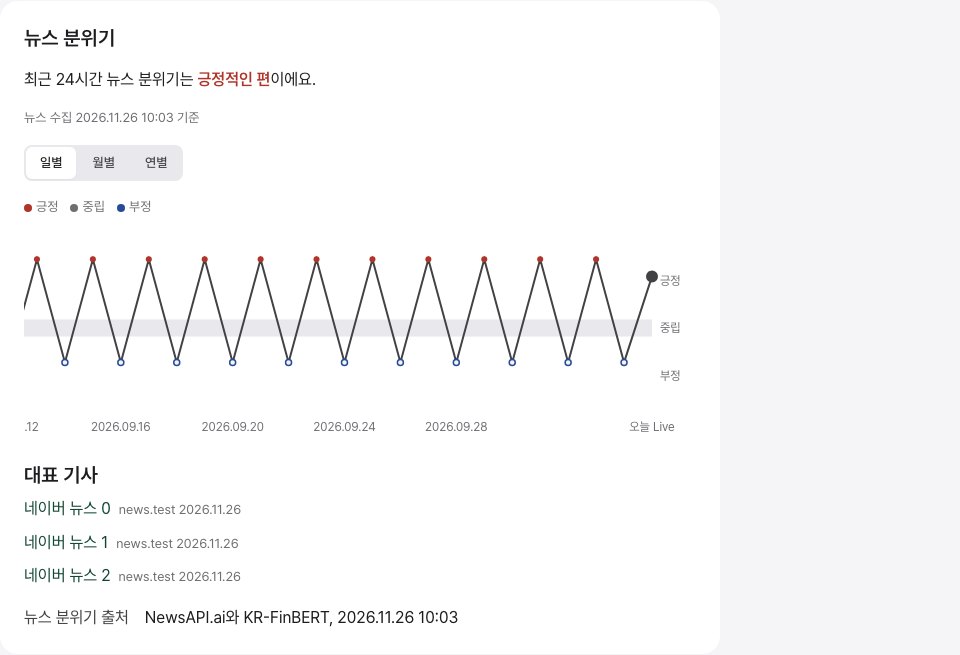 뉴스 분위기
최근 24시간 뉴스 분위기는 긍정적인 편이에요.
뉴스 수집 2026.11.26 10:03 기준
일별 월별 연별
긍정 중립 부정
긍정
중립
부정
.12 2026.09.16 2026.09.20 2026.09.24 2026.09.28 오늘 Live
대표 기사
네이버 뉴스 0 news.test 2026.11.26
네이버 뉴스 1 news.test 2026.11.26
네이버 뉴스 2 news.test 2026.11.26
뉴스 분위기 출처 NewsAPI.ai와 KR-FinBERT, 2026.11.26 10:03